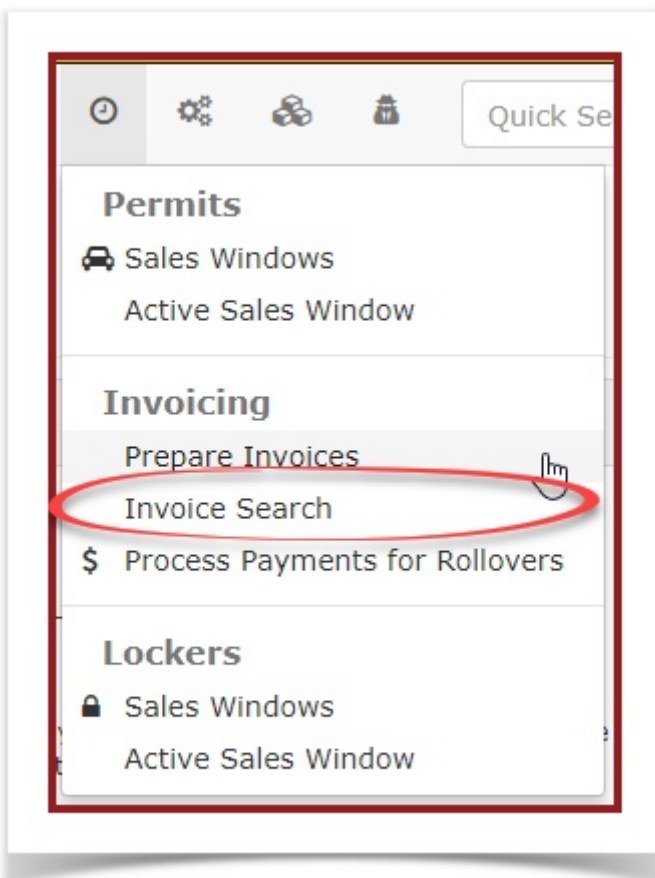 Quick Se
Permits
Sales Windows
Active Sales Window
Invoicing
Prepare Invoices
Invoice Search
$ Process Payments for Rollovers
Lockers
Sales Windows
Active Sales Window